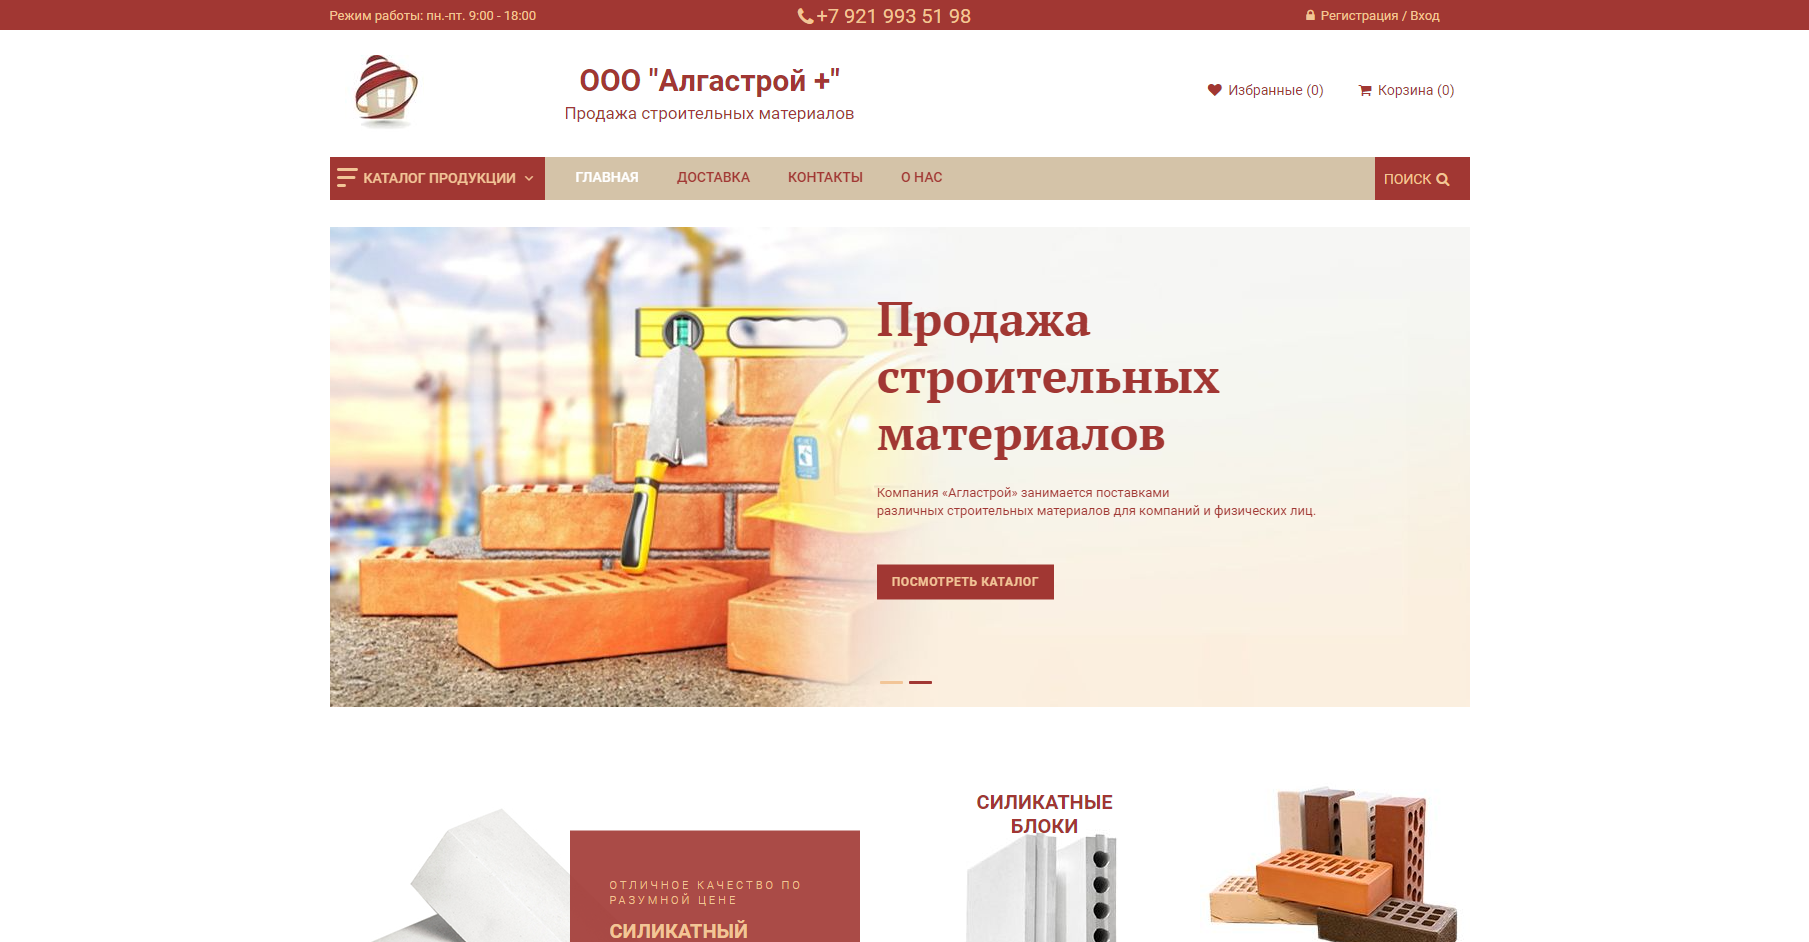 Режим работы: пн.-пт. 9:00 - 18:00
+7 921 993 51 98
Регистрация / Вход
ООО "Алгастрой +"
Продажа строительных материалов
Избранные (0)
Корзина (0)
КАТАЛОГ ПРОДУКЦИИ
ГЛАВНАЯ
ДОСТАВКА
КОНТАКТЫ
О НАС
ПОИСК
Продажа
строительных
материалов
Компания «Агластрой» занимается поставками
различных строительных материалов для компаний и физических лиц.
ПОСМОТРЕТЬ КАТАЛОГ
ОТЛИЧНОЕ КАЧЕСТВО ПО
РАЗУМНОЙ ЦЕНЕ
СИЛИКАТНЫЙ
СИЛИКАТНЫЕ
БЛОКИ